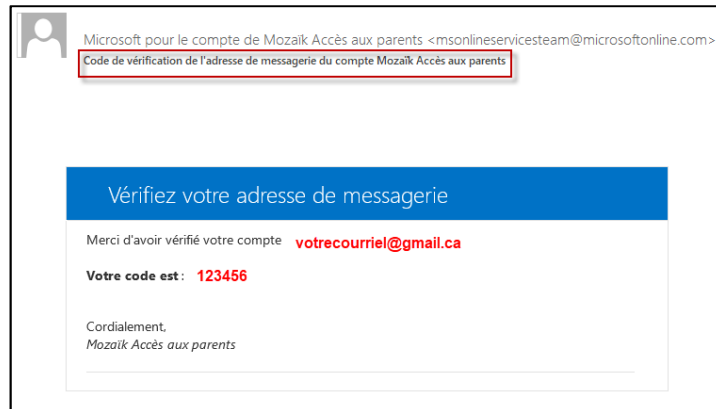 Microsoft pour le compte de Mozaïk Accès aux parents <msonlineservicesteam@microsoftonline.com>
Code de vérification de l'adresse de messagerie du compte Mozaïk Accès aux parents
Vérifiez votre adresse de messagerie
Merci d'avoir vérifié votre compte votrecourriel@gmail.ca
Votre code est : 123456
Cordialement,
Mozaïk Accès aux parents